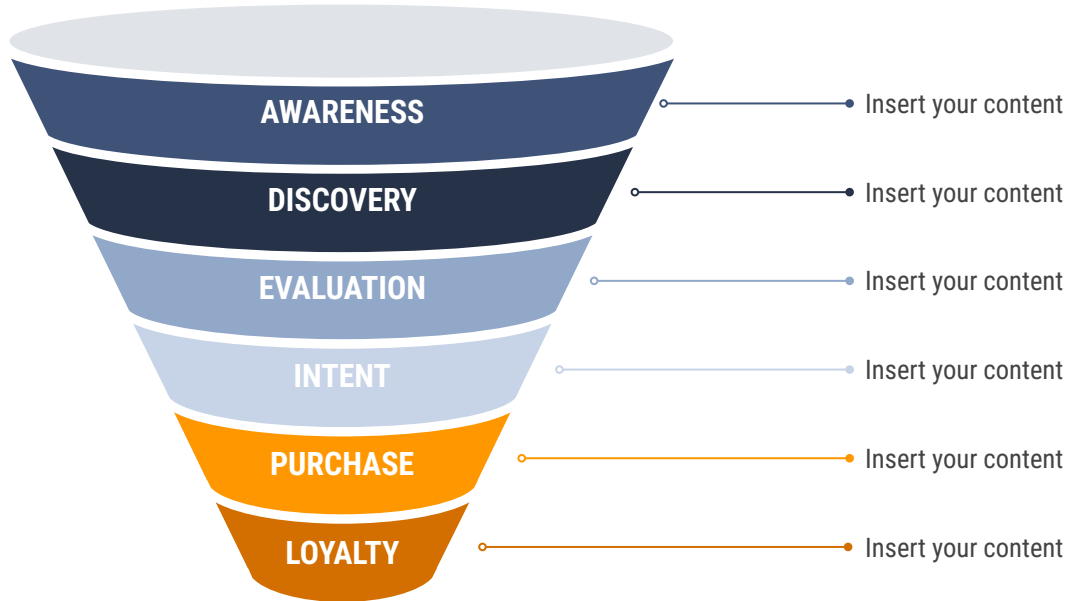 AWARENESS
Insert your content
DISCOVERY
Insert your content
EVALUATION
Insert your content
INTENT
Insert your content
PURCHASE
Insert your content
LOYALTY
Insert your content